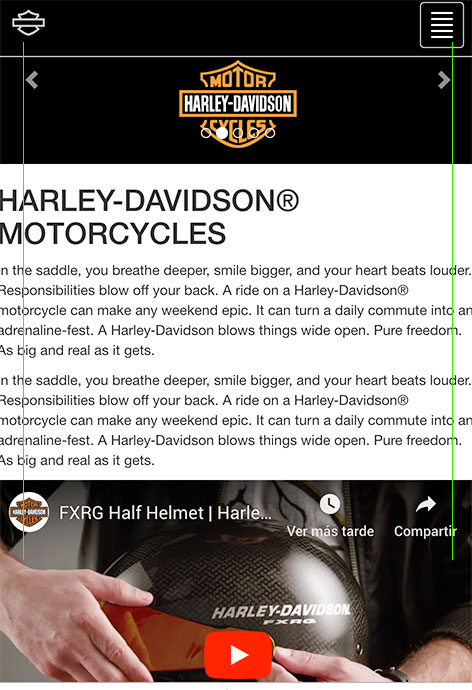 MOTOR
HARLEY-DAVIDSON
CYCLES
HARLEY-DAVIDSON®
MOTORCYCLES
In the saddle, you breathe deeper, smile bigger, and your heart beats louder.
Responsibilities blow off your back. A ride on a Harley-Davidson®
motorcycle can make any weekend epic. It can turn a daily commute into an
adrenaline-fest. A Harley-Davidson blows things wide open. Pure freedom.
As big and real as it gets.
In the saddle, you breathe deeper, smile bigger, and your heart beats louder.
Responsibilities blow off your back. A ride on a Harley-Davidson®
motorcycle can make any weekend epic. It can turn a daily commute into an
adrenaline-fest. A Harley-Davidson blows things wide open. Pure freedom.
As big and real as it gets.
FXRG Half Helmet | Harle...
Ver más tarde
Compartir
HARLEY-DAVIDSON
FXRG